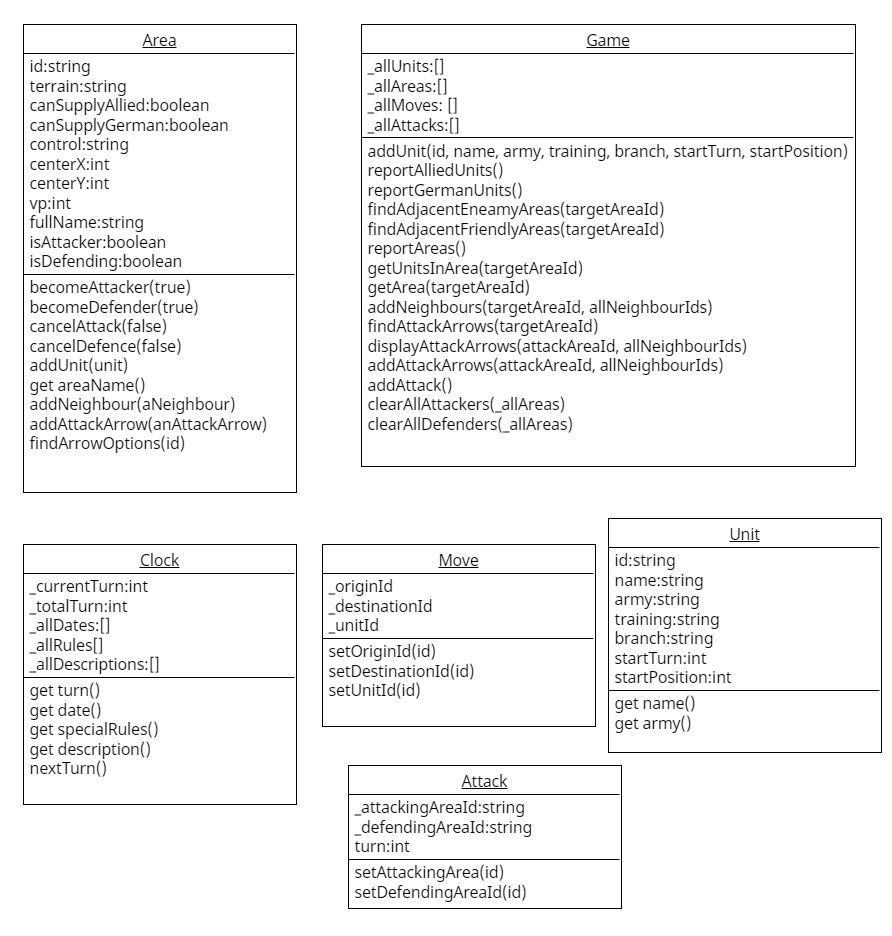 Area
id:string
terrain:string
canSupplyAllied:boolean
canSupplyGerman:boolean
control:string
centerX:int
centerY:int
vp:int
fullName:string
isAttacker:boolean
isDefending:boolean
becomeAttacker(true)
becomeDefender(true)
cancelAttack(false)
cancelDefence(false)
addUnit(unit)
get areaName()
addNeighbour(aNeighbour)
addAttackArrow(anAttackArrow)
findArrowOptions(id)
Game
_allUnits:[]
_allAreas:[]
_allMoves: []
_allAttacks:[]
addUnit(id, name, army, training, branch, startTurn, startPosition)
reportAlliedUnits()
reportGermanUnits()
findAdjacentEneamyAreas(targetAreaId)
findAdjacentFriendlyAreas(targetAreaId)
reportAreas()
getUnitsInArea(targetAreaId)
getArea(targetAreaId)
addNeighbours(targetAreaId, allNeighbourIds)
findAttackArrows(targetAreaId)
displayAttackArrows(attackAreaId, allNeighbourIds)
addAttackArrows(attackAreaId, allNeighbourIds)
addAttack()
clearAllAttackers(_allAreas)
clearAllDefenders(_allAreas)
Clock
_currentTurn:int
_totalTurn:int
_allDates:[]
_allRules[]
_allDescriptions:[]
get turn()
get date()
get specialRules()
get description()
nextTurn()
Move
_originId
_destinationId
_unitId
setOriginId(id)
setDestinationId(id)
setUnitId(id)
Unit
id:string
name:string
army:string
training:string
branch:string
startTurn:int
startPosition:int
get name()
get army()
Attack
_attackingAreaId:string
_defendingAreaId:string
turn:int
setAttackingArea(id)
setDefendingAreaId(id)